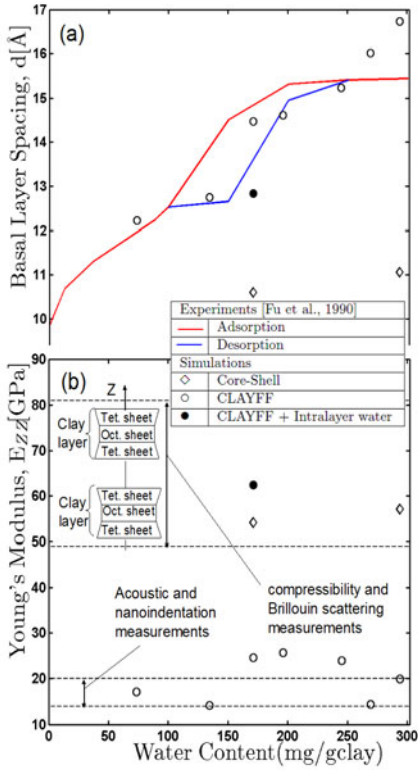 (a)
Basal Layer Spacing, d[Å]
17
16
15
14
13
12
11
10
Experiments [Fu et al., 1990]
Adsorption
Desorption
Simulations
Core-Shell
CLAYFF
CLAYFF + Intralayer water
(b)
Young's Modulus, EZZ[GPa]
90
80
70
60
50
40
30
20
10
Z
Clay layer
Tet. sheet
Oct. sheet
Tet. sheet
Clay layer
Tet. sheet
Oct. sheet
Tet. sheet
Acoustic and
nanoindentation
measurements
compressibility and
Brillouin scattering
measurements
0 50 100 150 200 250 300
Water Content(mg/gclay)